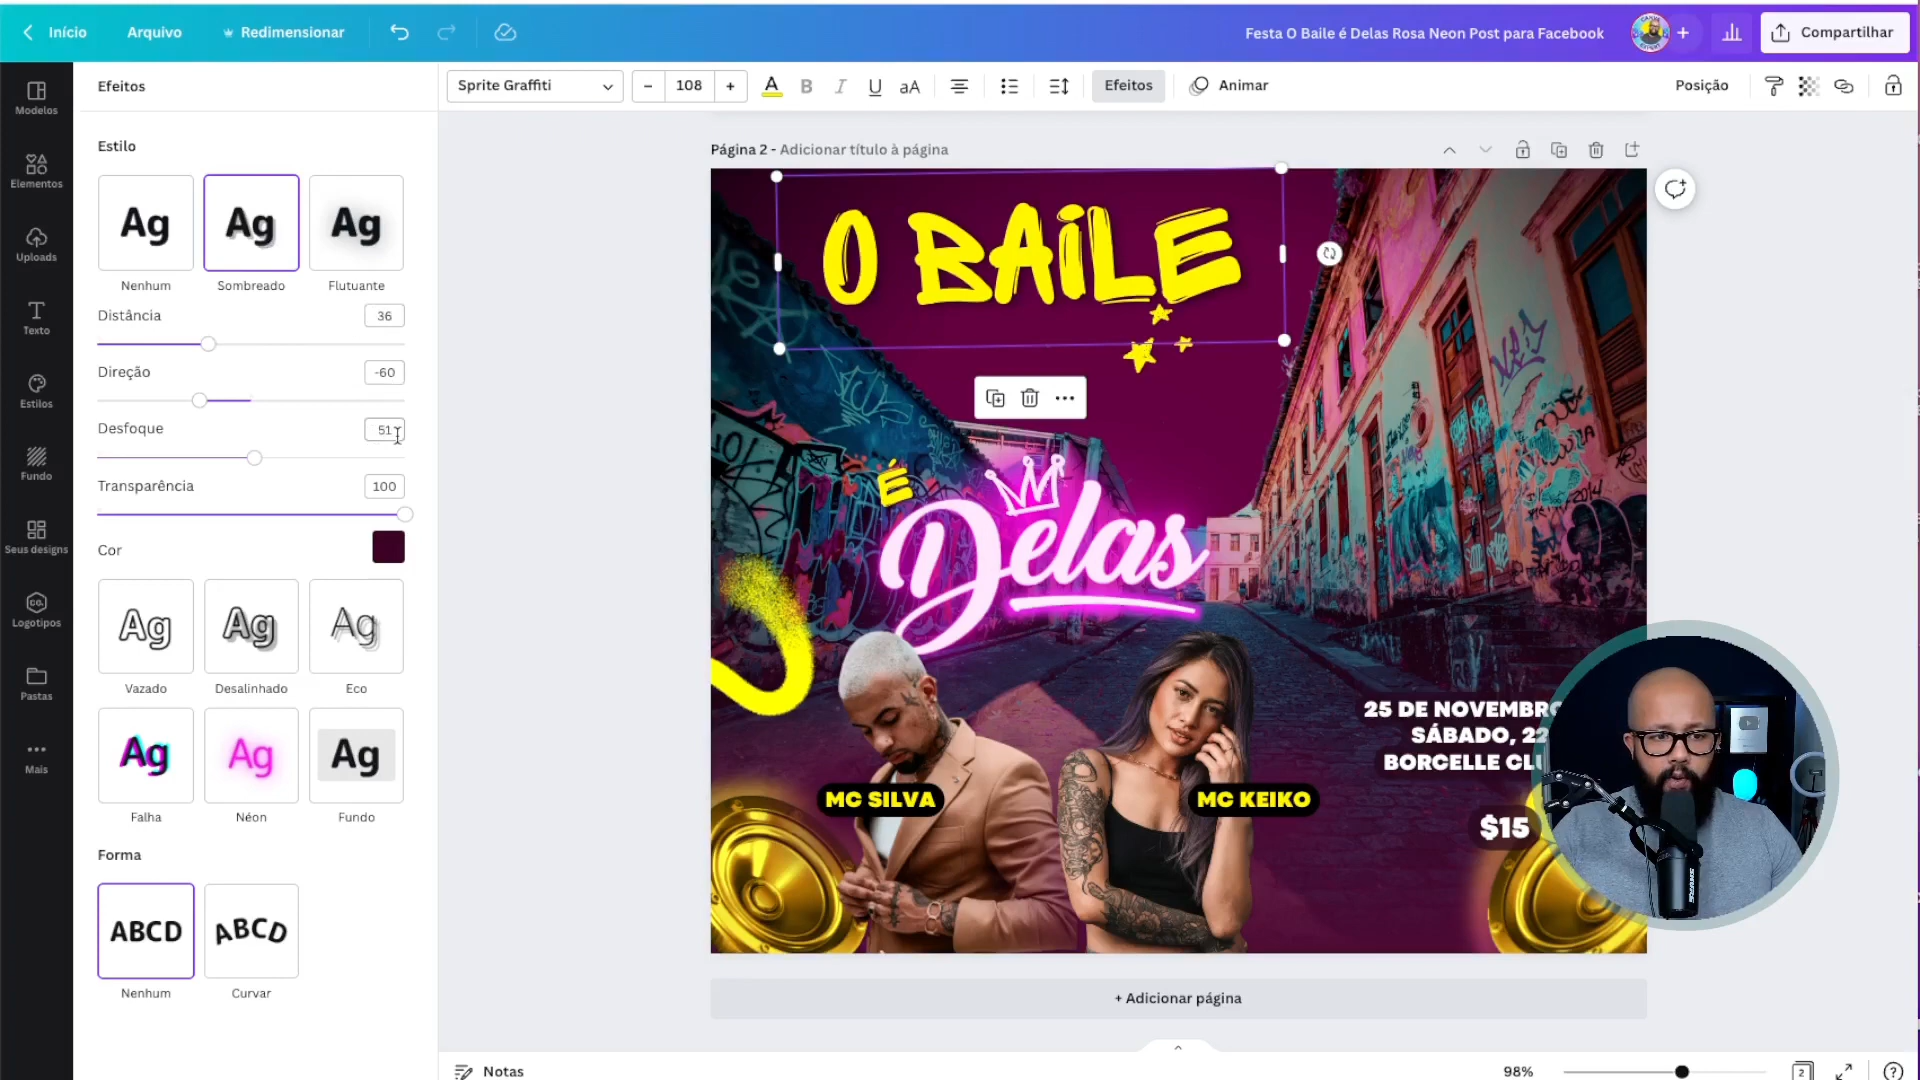 Início
Arquivo
Redimensionar
Festa O Baile é Delas Rosa Neon Post para Facebook
Compartilhar
Modelos
Elementos
Uploads
Texto
Estilos
Fundo
Seus designs
Logotipos
Pastas
Mais
Efeitos
Estilo
Ag
Ag
Ag
Nenhum
Sombreado
Flutuante
Distância
36
Direção
-60
Desfoque
51
Transparência
100
Cor
Ag
Ag
Ag
Vazado
Desalinhado
Eco
Ag
Ag
Ag
Falha
Néon
Fundo
Forma
ABCD
ABCD
Nenhum
Curvar
Sprite Graffiti
108
A
B
I
U
aA
Efeitos
Animar
Posição
Página 2 - Adicionar título à página
O BAILE
É
Delas
MC SILVA
MC KEIKO
25 DE NOVEMBRO
SÁBADO, 22
BORCELLE CLU
$15
+ Adicionar página
Notas
98%
2